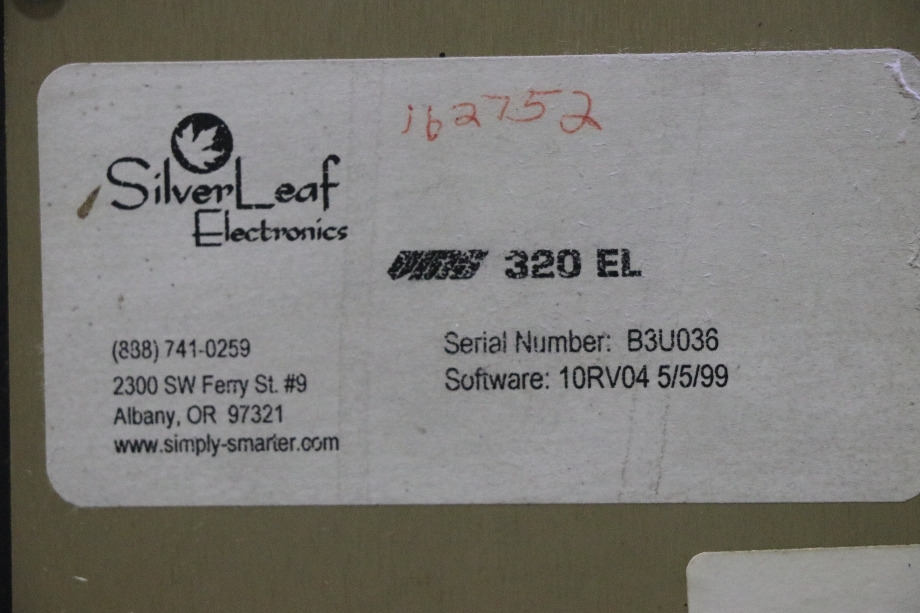 162752
SilverLeaf
Electronics
VMS 320 EL
(888) 741-0259
2300 SW Ferry St. #9
Albany, OR 97321
www.simply-smarter.com
Serial Number: B3U036
Software: 10RV04 5/5/99